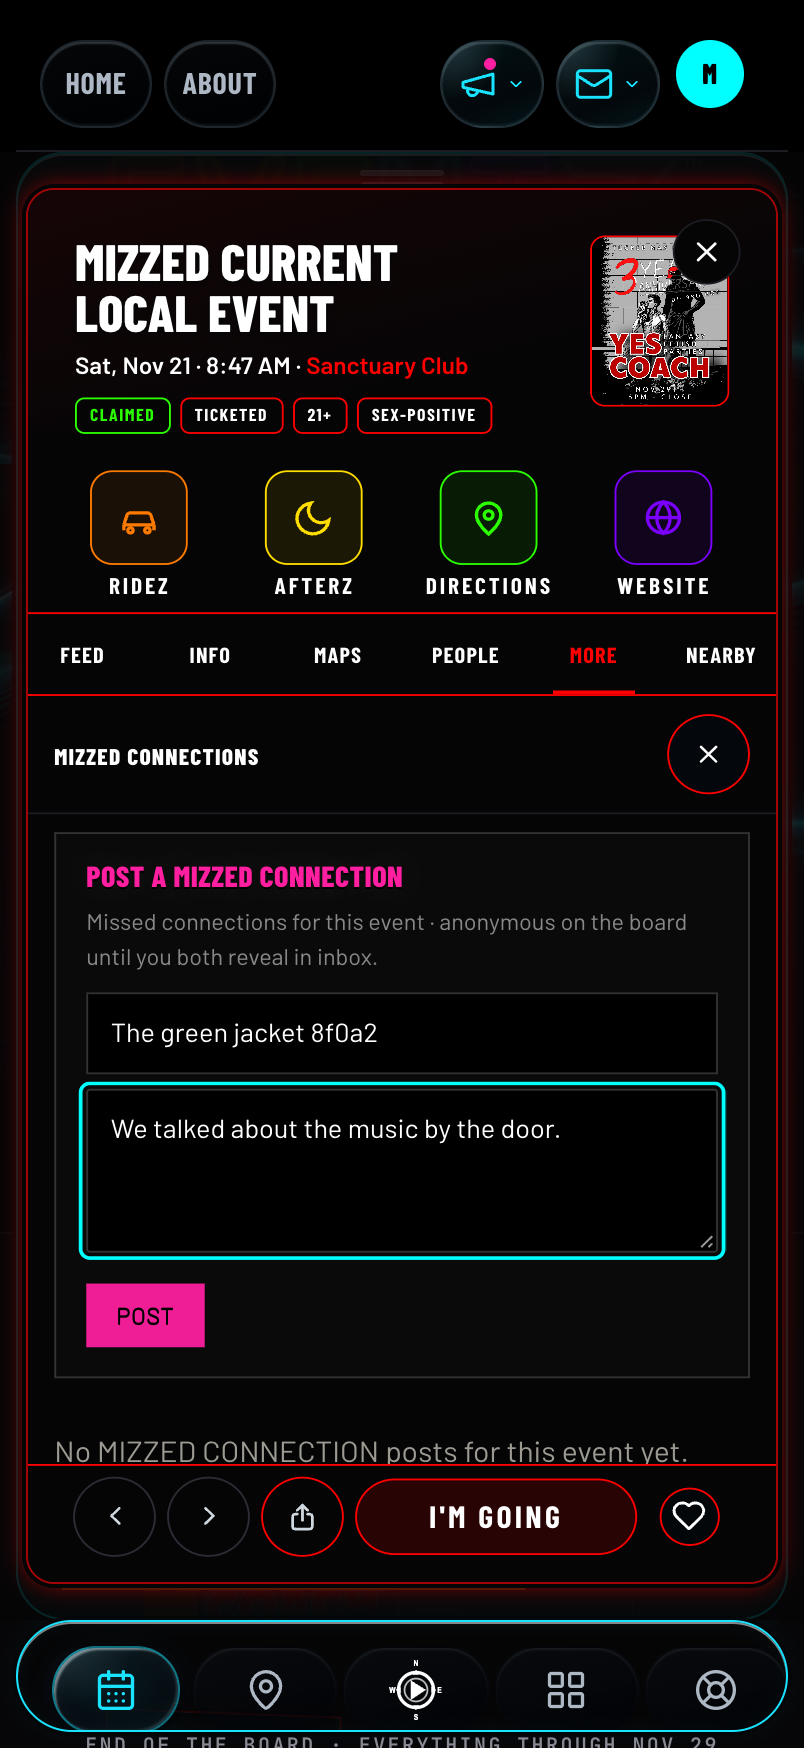 HOME
ABOUT
M
MIZZED CURRENT
LOCAL EVENT
Sat, Nov 21 · 8:47 AM · Sanctuary Club
CLAIMED
TICKETED
21+
SEX-POSITIVE
3
YES
COACH
RIDEZ
AFTERZ
DIRECTIONS
WEBSITE
FEED
INFO
MAPS
PEOPLE
MORE
NEARBY
MIZZED CONNECTIONS
POST A MIZZED CONNECTION
Missed connections for this event · anonymous on the board
until you both reveal in inbox.
The green jacket 8f0a2
We talked about the music by the door.
POST
No MIZZED CONNECTION posts for this event yet.
I'M GOING
N
W
E
S
END OF THE BOARD · EVERYTHING THROUGH NOV 29